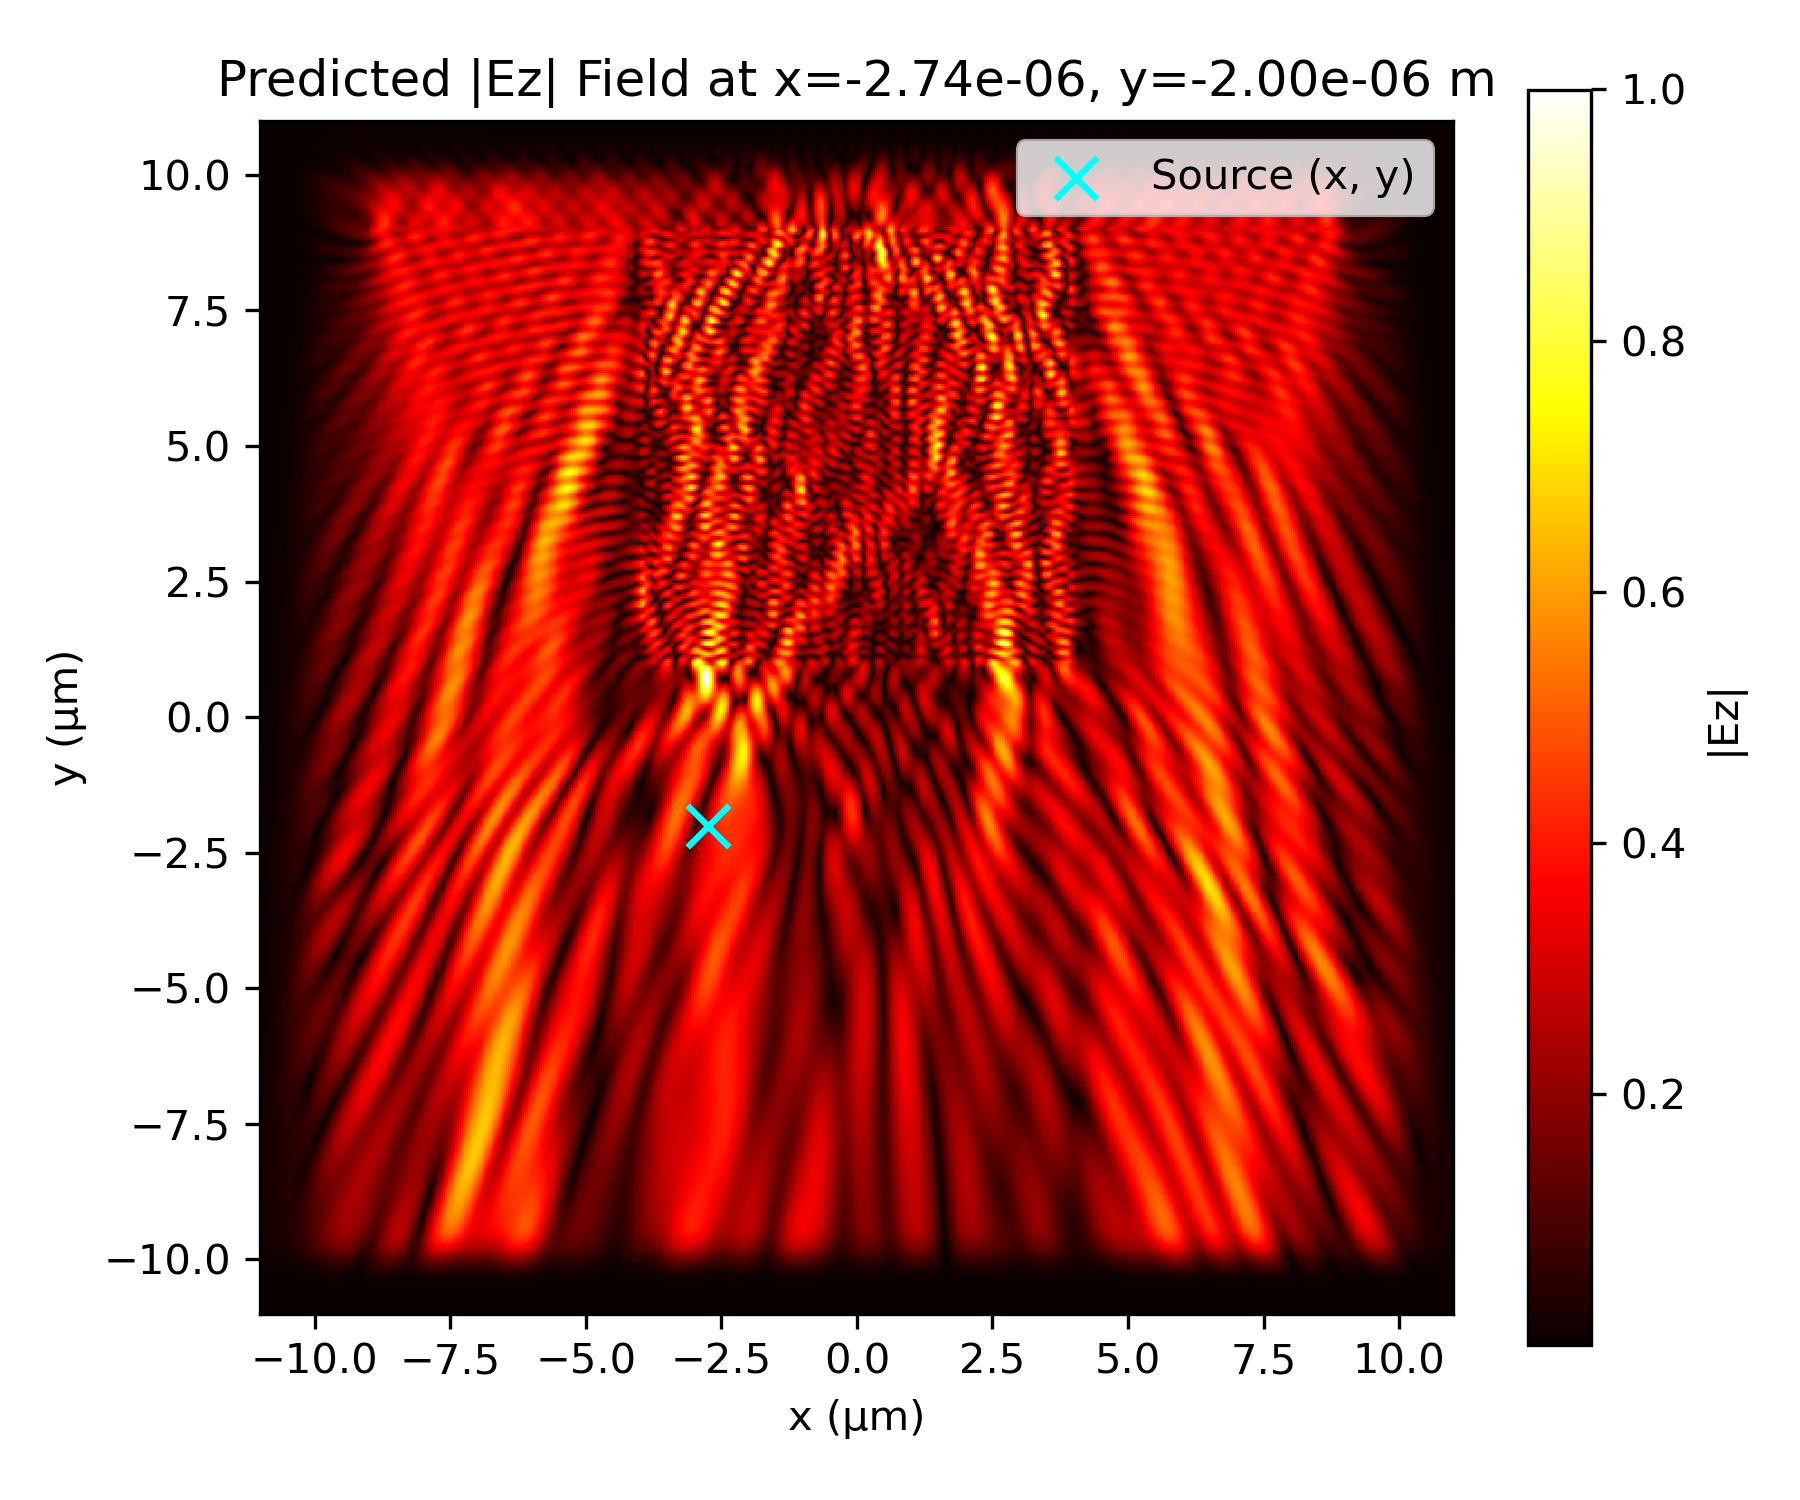 Predicted |Ez| Field at x=-2.74e-06, y=-2.00e-06 m
Source (x, y)
10.0
7.5
5.0
2.5
0.0
−2.5
−5.0
−7.5
−10.0
y (μm)
−10.0 −7.5 −5.0 −2.5 0.0 2.5 5.0 7.5 10.0
x (μm)
1.0
0.8
0.6
0.4
0.2
|Ez|